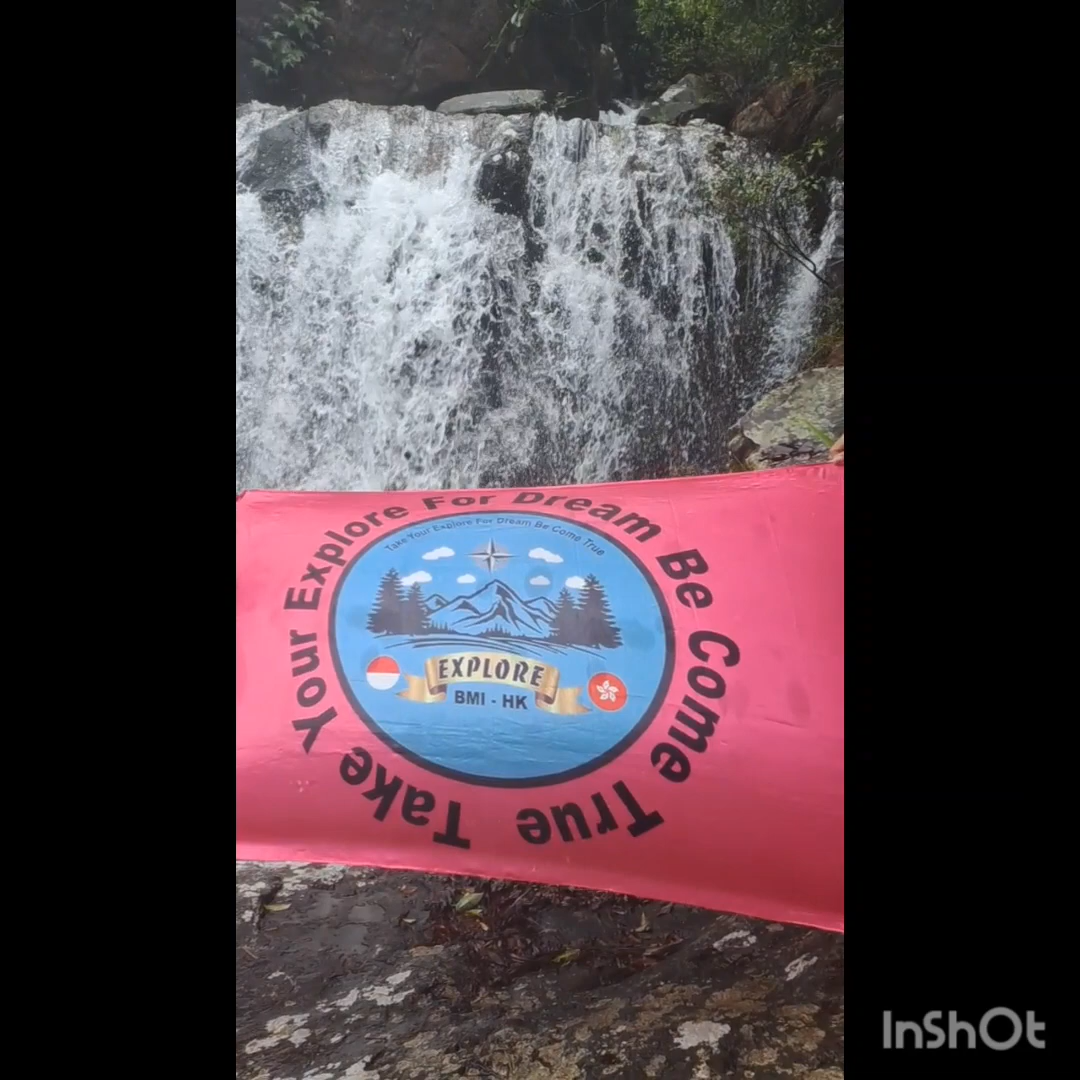 Take Your Explore For Dream Be Come True
Take Your Explore For Dream Be Come True
EXPLORE
BMI - HK
InShOt